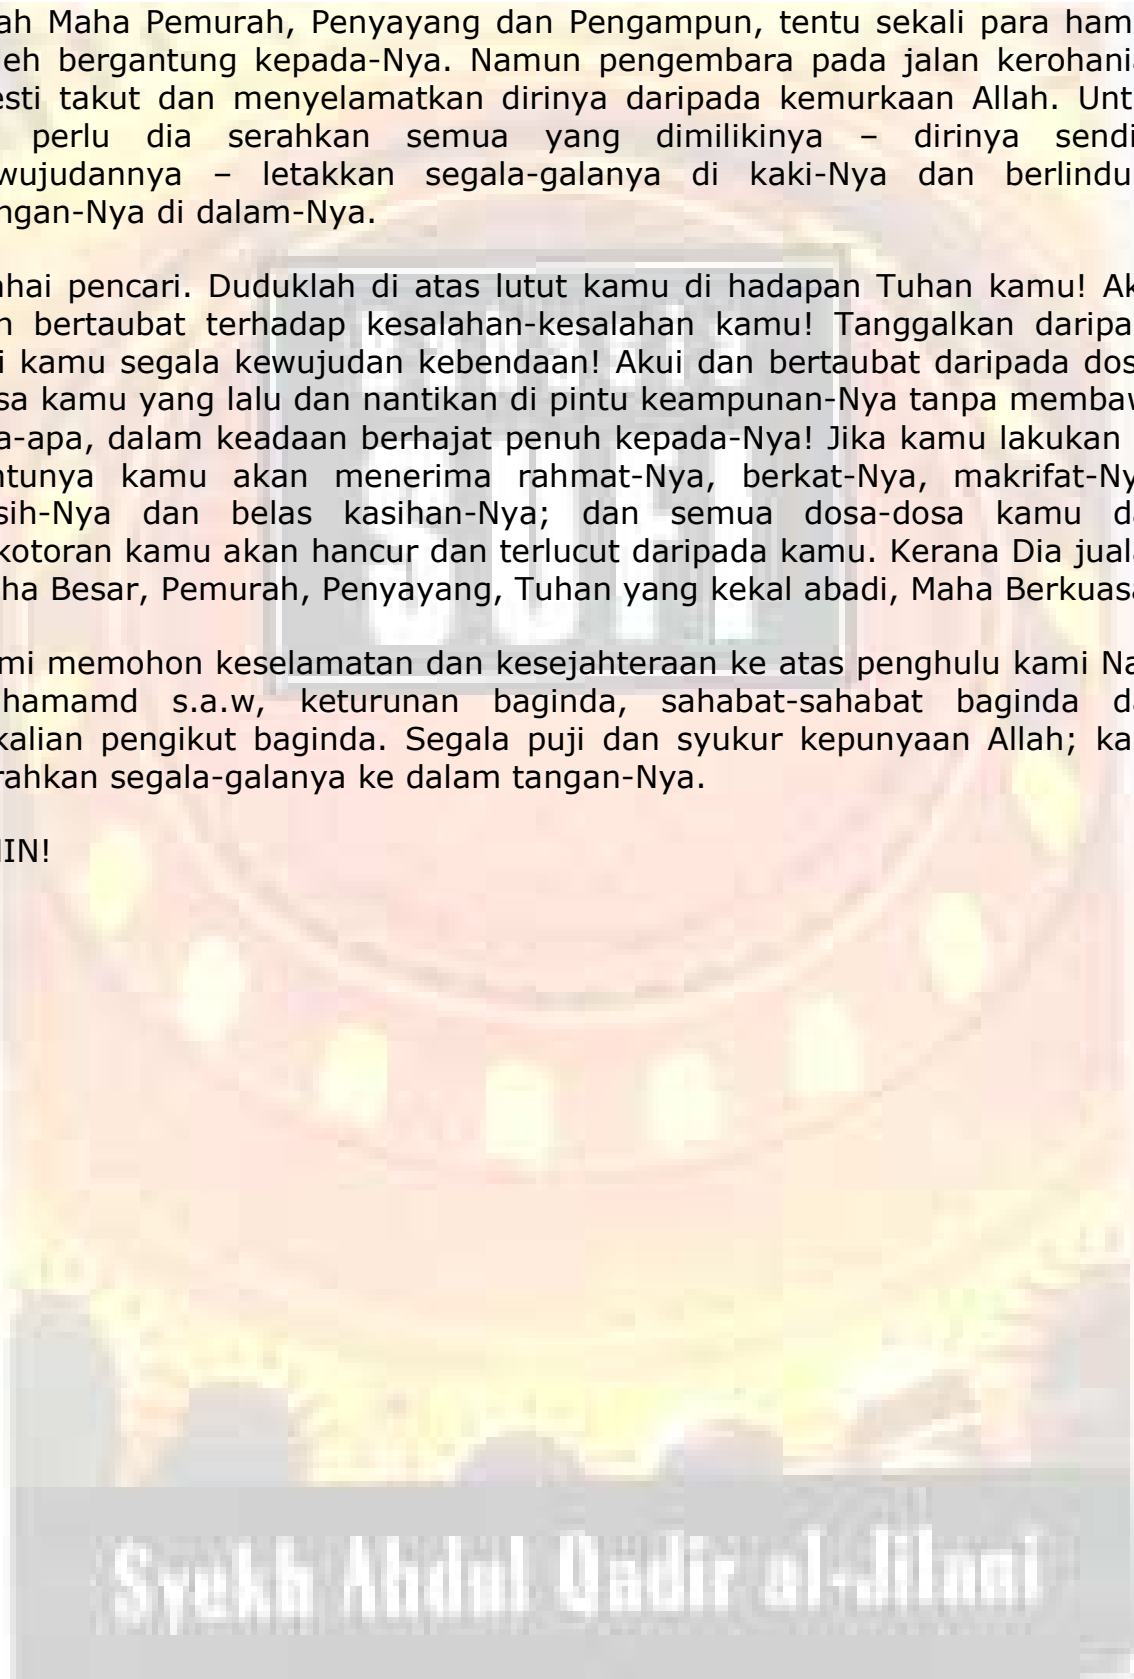 ah Maha Pemurah, Penyayang dan Pengampun, tentu sekali para ham
eh bergantung kepada-Nya. Namun pengembara pada jalan kerohania
esti takut dan menyelamatkan dirinya daripada kemurkaan Allah. Unt
perlu dia serahkan semua yang dimilikinya – dirinya sendi
wujudannya – letakkan segala-galanya di kaki-Nya dan berlindu
ngan-Nya di dalam-Nya.
ahai pencari. Duduklah di atas lutut kamu di hadapan Tuhan kamu! Ak
n bertaubat terhadap kesalahan-kesalahan kamu! Tanggalkan daripa
i kamu segala kewujudan kebendaan! Akui dan bertaubat daripada dos
sa kamu yang lalu dan nantikan di pintu keampunan-Nya tanpa membaw
a-apa, dalam keadaan berhajat penuh kepada-Nya! Jika kamu lakukan
ntunya kamu akan menerima rahmat-Nya, berkat-Nya, makrifat-Ny
sih-Nya dan belas kasihan-Nya; dan semua dosa-dosa kamu da
kotoran kamu akan hancur dan terlucut daripada kamu. Kerana Dia jual
ha Besar, Pemurah, Penyayang, Tuhan yang kekal abadi, Maha Berkuasa
mi memohon keselamatan dan kesejahteraan ke atas penghulu kami Na
hamamd s.a.w, keturunan baginda, sahabat-sahabat baginda da
kalian pengikut baginda. Segala puji dan syukur kepunyaan Allah; ka
rahkan segala-galanya ke dalam tangan-Nya.
IIN!
SUFI
Syekh Abdul Qadir al-Jilani